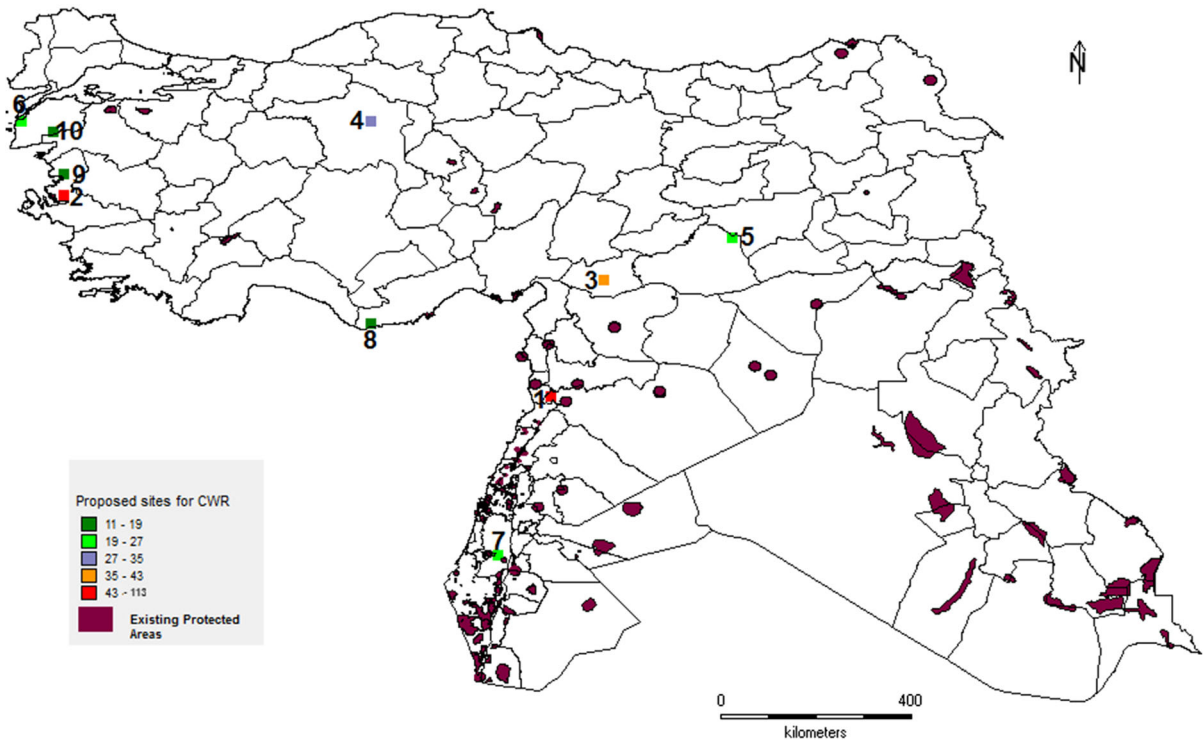 N
6
10
4
9
2
5
3
8
1
7
Proposed sites for CWR
11 - 19
19 - 27
27 - 35
35 - 43
43 - 113
Existing Protected
Areas
0 400
kilometers